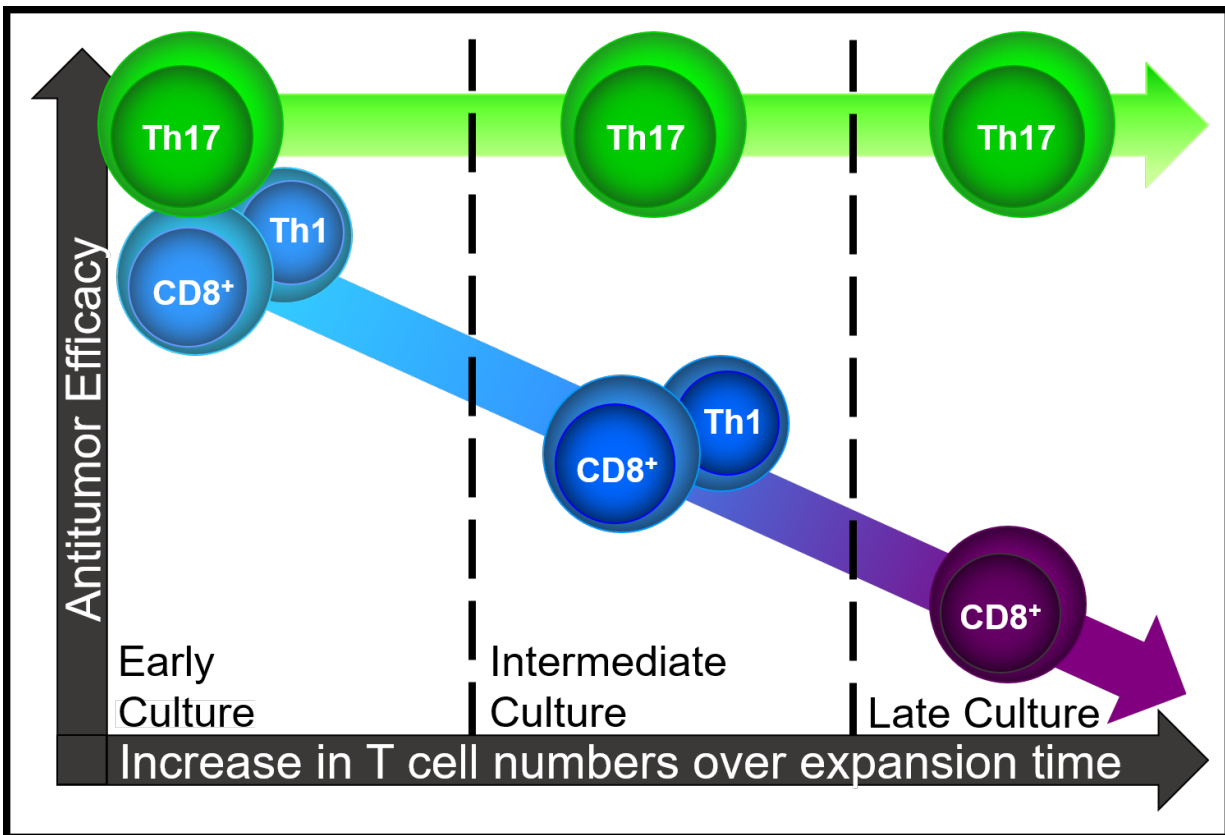 Th17
Th17
Th17
Th1
CD8⁺
Th1
CD8⁺
CD8⁺
Antitumor Efficacy
Early
Culture
Intermediate
Culture
Late Culture
Increase in T cell numbers over expansion time